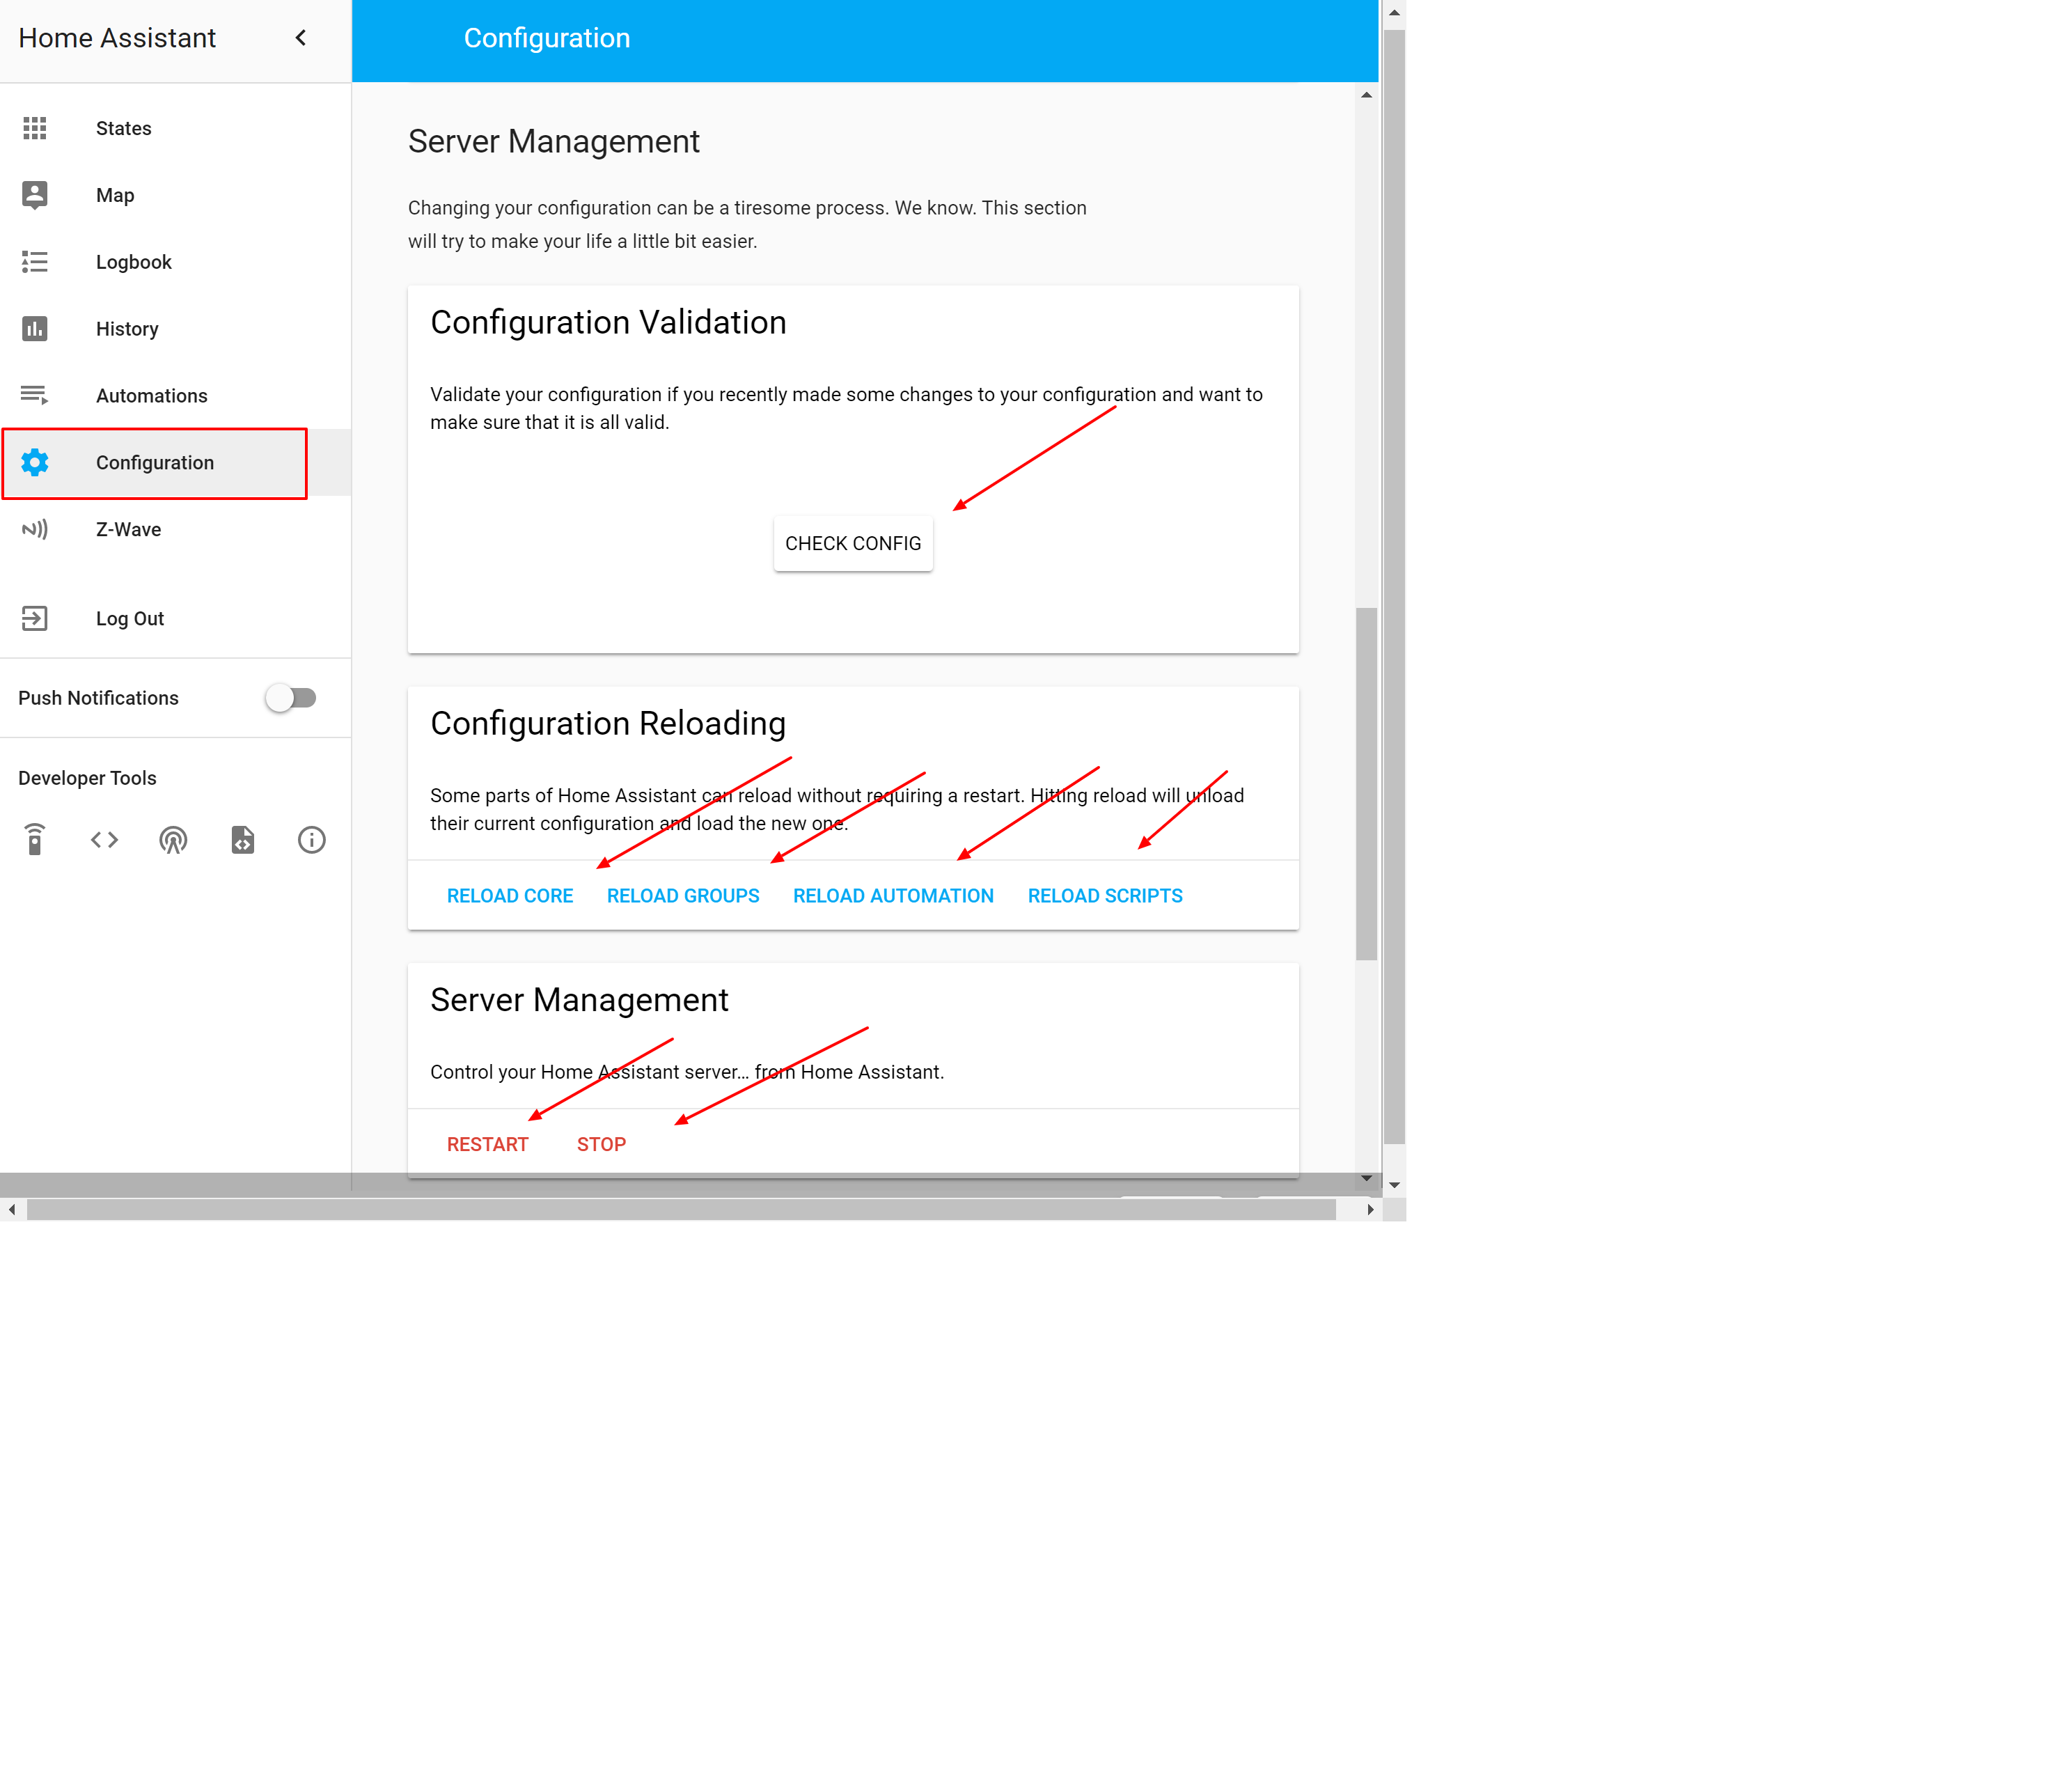 Home Assistant
Configuration
States
Map
Logbook
History
Automations
Configuration
Z-Wave
Log Out
Push Notifications
Developer Tools
Server Management
Changing your configuration can be a tiresome process. We know. This section
will try to make your life a little bit easier.
Configuration Validation
Validate your configuration if you recently made some changes to your configuration and want to
make sure that it is all valid.
CHECK CONFIG
Configuration Reloading
Some parts of Home Assistant can reload without requiring a restart. Hitting reload will unload
their current configuration and load the new one.
RELOAD CORE RELOAD GROUPS RELOAD AUTOMATION RELOAD SCRIPTS
Server Management
Control your Home Assistant server… from Home Assistant.
RESTART STOP